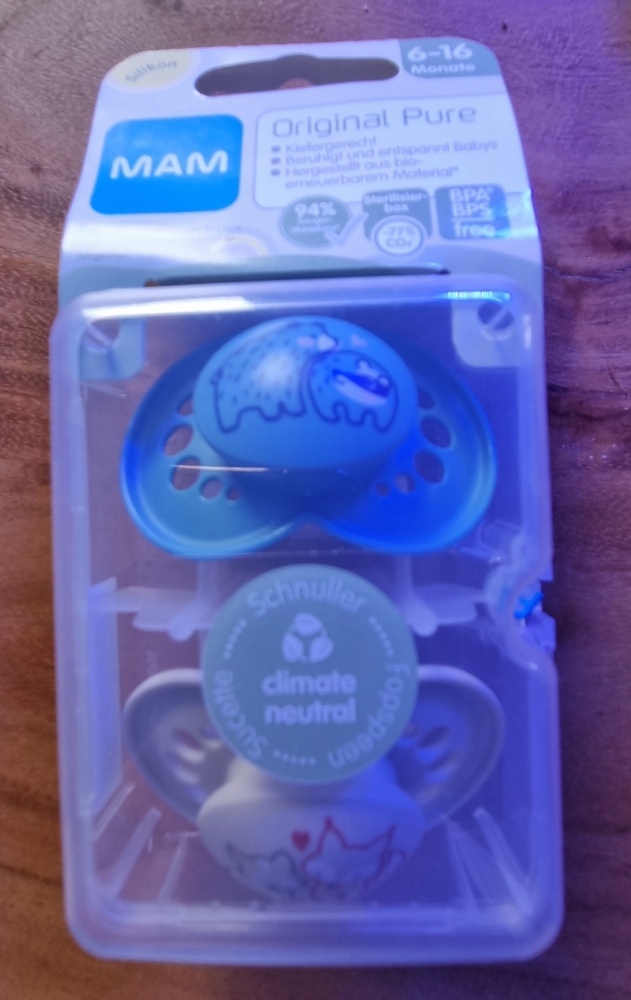 Silikon
6-16
Monate
MAM
Original Pure
• Kiefergerecht
• Beruhigt und entspannt Babys
• Hergestellt aus bio-
erneuerbarem Material*
94%
Sterilisier-
box
-77%
CO₂
BPA°
BPS
free
Schnuller
Fopspeen
Sucette
climate
neutral